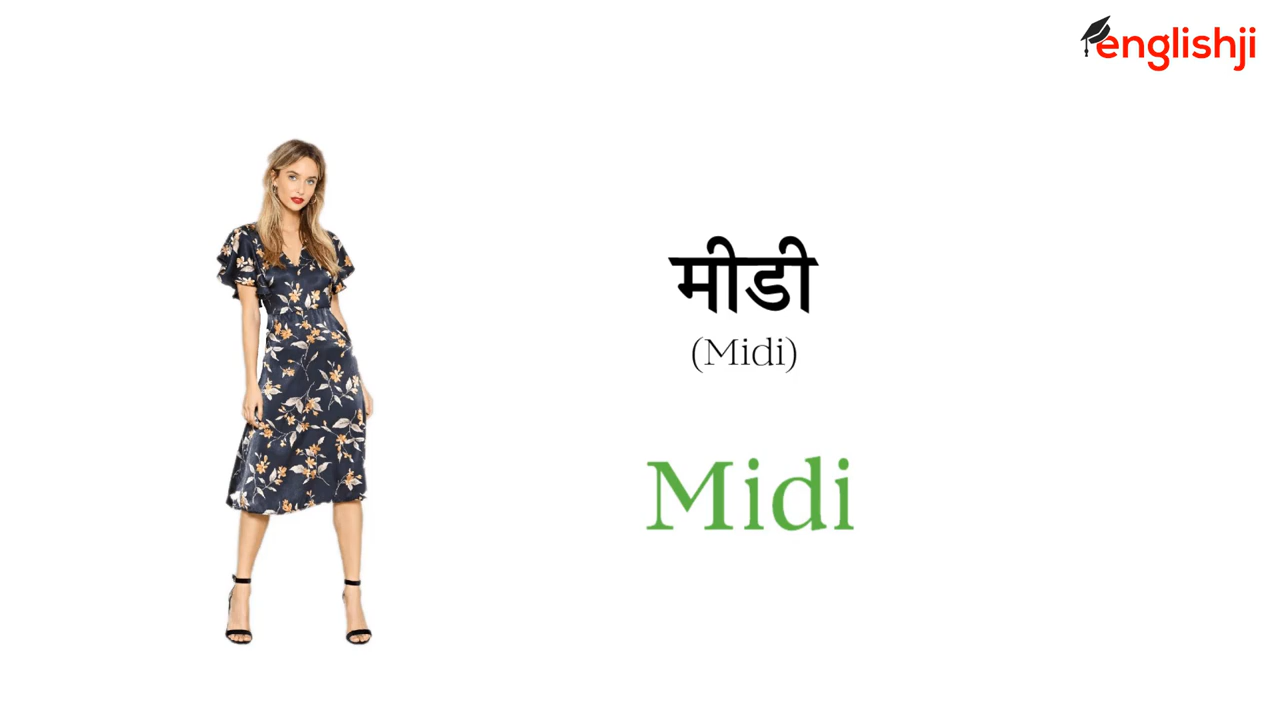 englishji
मीडी
(Midi)
Midi